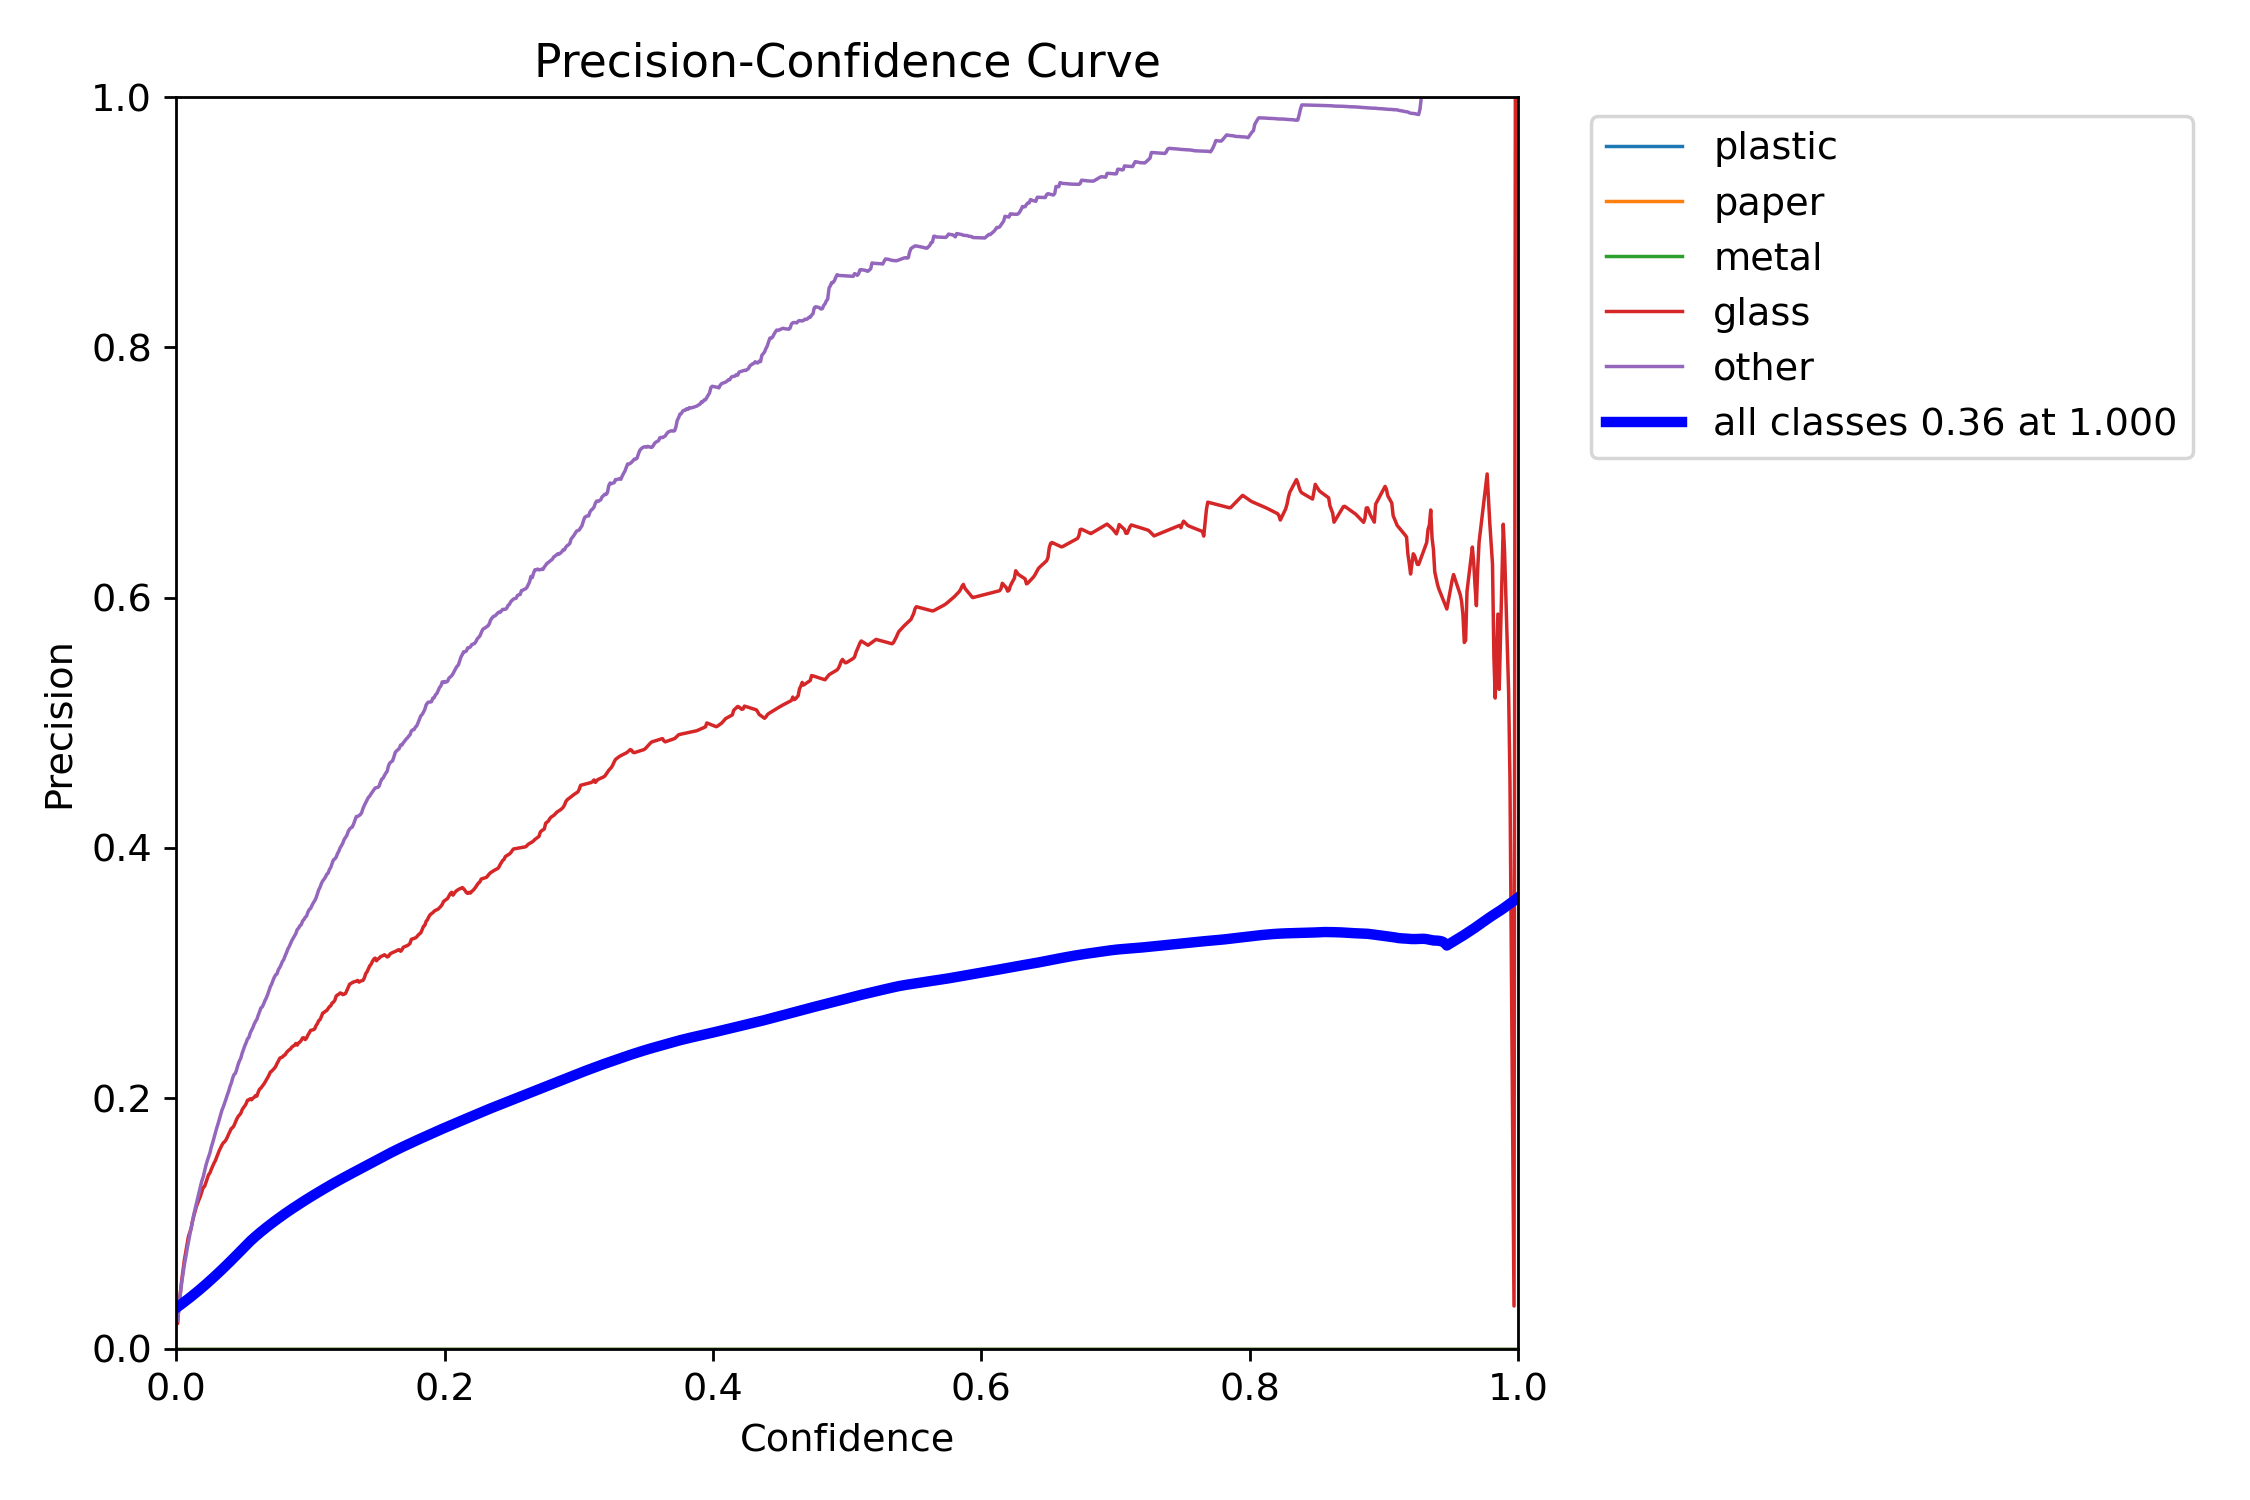 Precision-Confidence Curve
1.0
0.8
0.6
0.4
0.2
0.0
Precision
0.0 0.2 0.4 0.6 0.8 1.0
Confidence
plastic
paper
metal
glass
other
all classes 0.36 at 1.000